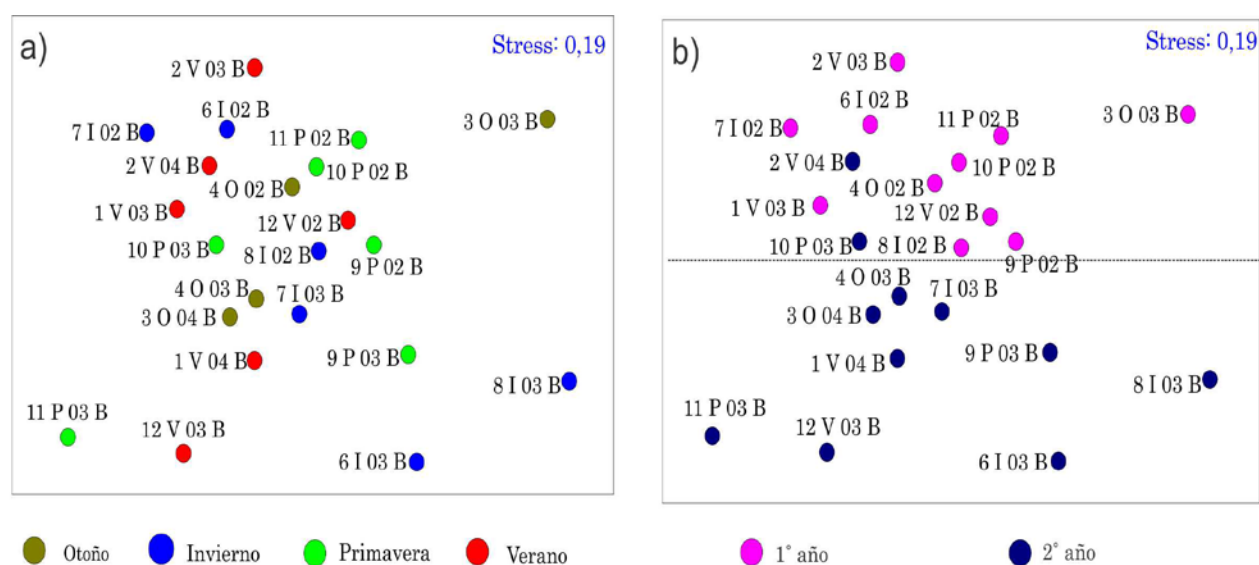 a)
Stress: 0,19
2 V 03 B
6 I 02 B
7 I 02 B
3 O 03 B
11 P 02 B
2 V 04 B
10 P 02 B
4 O 02 B
1 V 03 B
12 V 02 B
10 P 03 B
8 I 02 B
9 P 02 B
4 O 03 B
7 I 03 B
3 O 04 B
1 V 04 B
9 P 03 B
8 I 03 B
11 P 03 B
12 V 03 B
6 I 03 B
Otoño
Invierno
Primavera
Verano
b)
Stress: 0,19
2 V 03 B
6 I 02 B
7 I 02 B
3 O 03 B
11 P 02 B
2 V 04 B
10 P 02 B
4 O 02 B
1 V 03 B
12 V 02 B
10 P 03 B
8 I 02 B
9 P 02 B
4 O 03 B
7 I 03 B
3 O 04 B
1 V 04 B
9 P 03 B
8 I 03 B
11 P 03 B
12 V 03 B
6 I 03 B
1° año
2° año